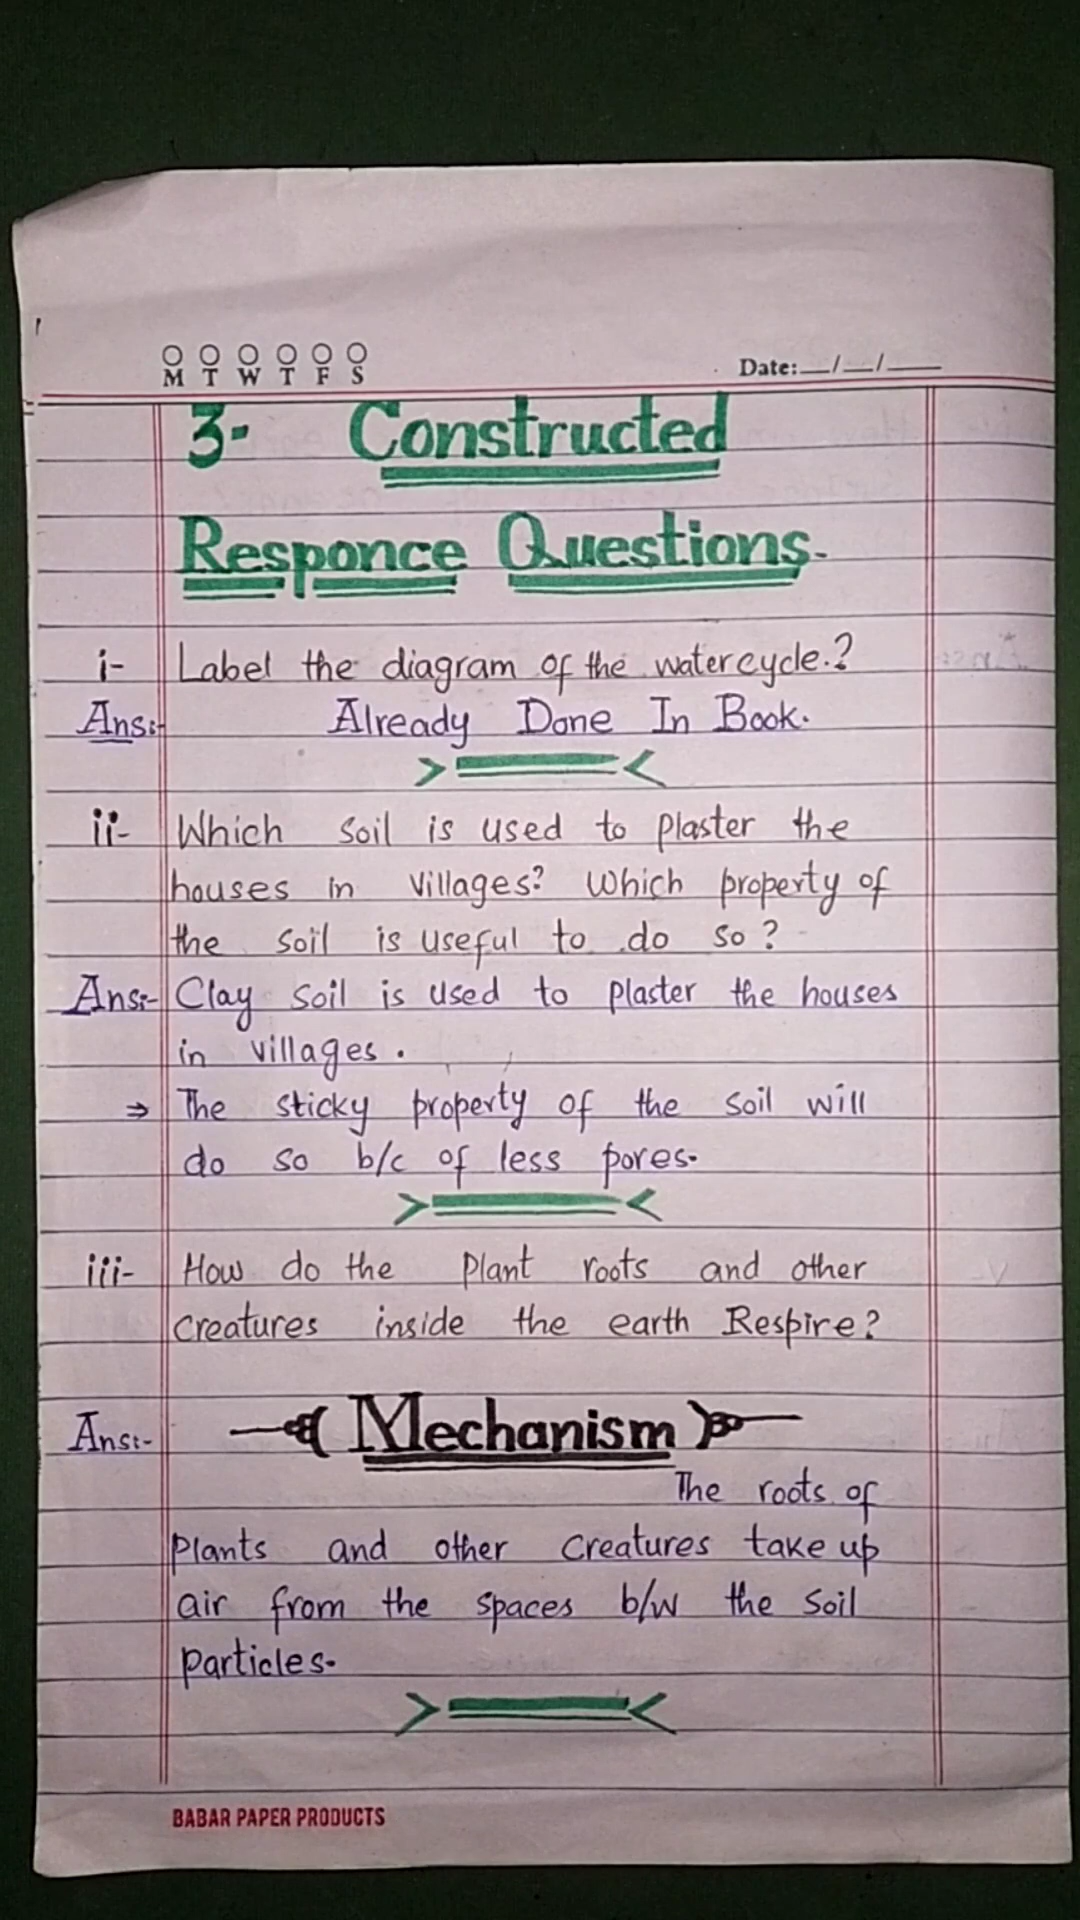 M T W T F S
Date:__/__/___
3- Constructed
Responce Questions.
i- Label the diagram of the watercycle.?
Ans:- Already Done In Book.
ii- Which soil is used to plaster the
houses in villages? Which property of
the soil is useful to do so?
Ans:- Clay soil is used to plaster the houses
in villages.
⇒ The sticky property of the soil will
do so b/c of less pores.
iii- How do the plant roots and other
creatures inside the earth Respire?
Ans:- Mechanism
The roots of
plants and other creatures take up
air from the spaces b/w the soil
particles.
BABAR PAPER PRODUCTS